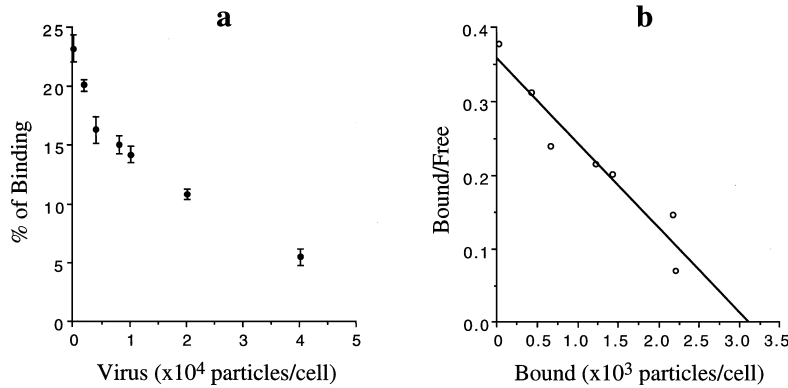 a
25
20
15
10
5
0
% of Binding
0 1 2 3 4 5
Virus (x10⁴ particles/cell)
b
0.4
0.3
0.2
0.1
0.0
Bound/Free
0 0.5 1.0 1.5 2.0 2.5 3.0 3.5
Bound (x10³ particles/cell)